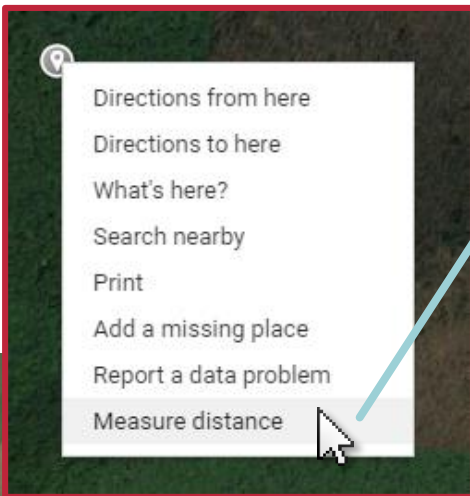 Directions from here
Directions to here
What's here?
Search nearby
Print
Add a missing place
Report a data problem
Measure distance